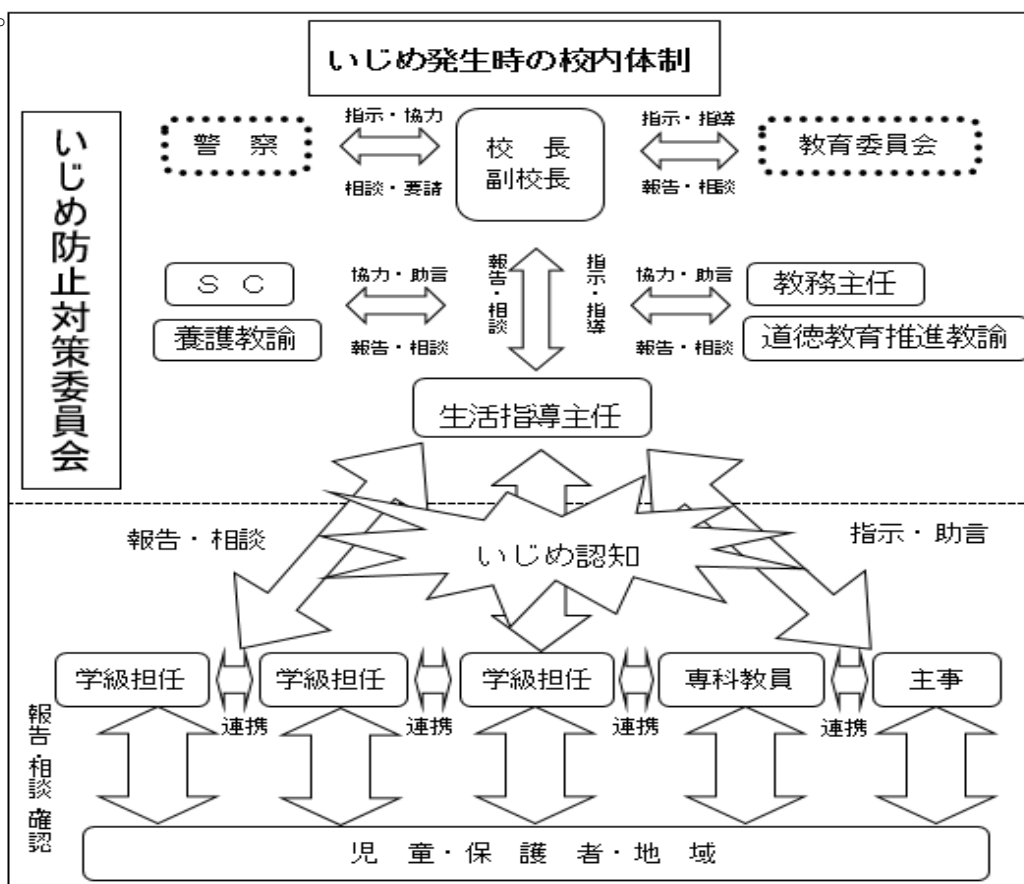 いじめ発生時の校内体制
いじめ防止対策委員会
警 察
指示・協力
相談・要請
校 長
副校長
指示・指導
報告・相談
教育委員会
ＳＣ
養護教諭
協力・助言
報告・相談
報告・相談
指示・指導
協力・助言
報告・相談
教務主任
道徳教育推進教諭
生活指導主任
報告・相談
いじめ認知
指示・助言
学級担任
連携
学級担任
連携
学級担任
連携
専科教員
連携
主事
報告・相談・確認
児 童・保 護 者・地 域